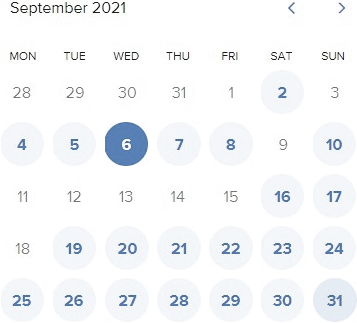 September 2021 < >
MON TUE WED THU FRI SAT SUN
28 29 30 31 1 2 3
4 5 6 7 8 9 10
11 12 13 14 15 16 17
18 19 20 21 22 23 24
25 26 27 28 29 30 31